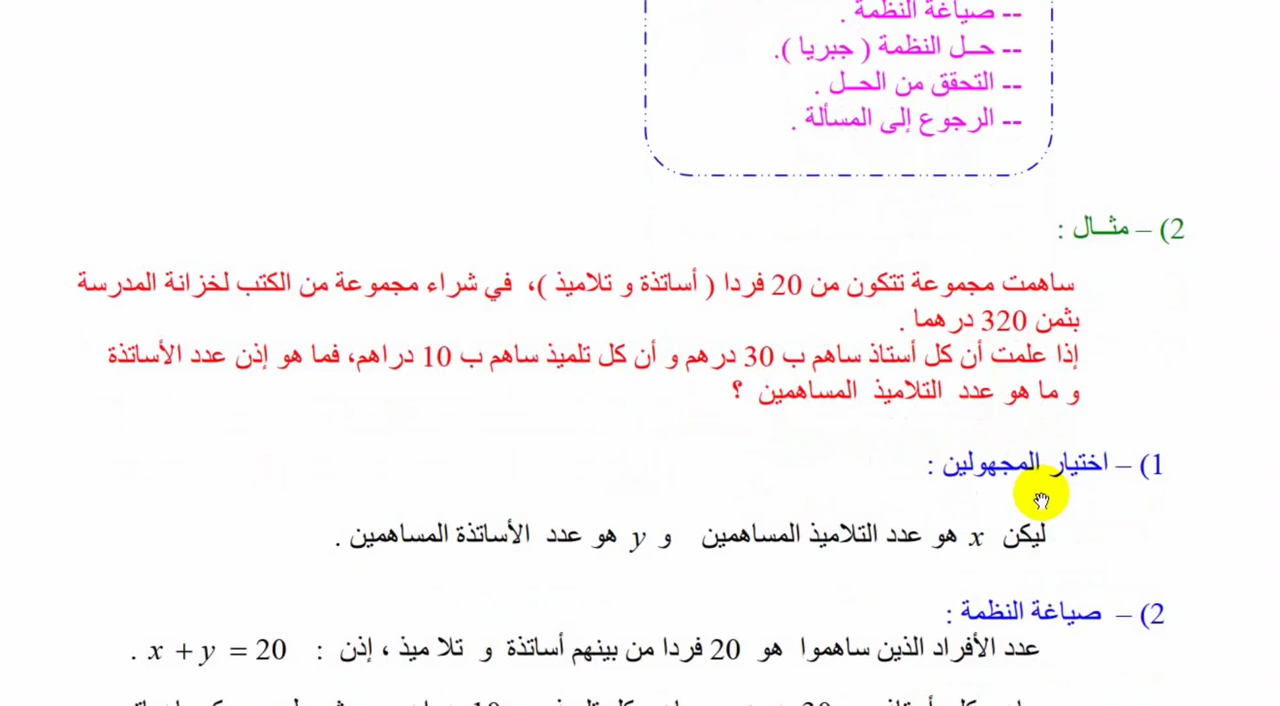 -- صياغة النظمة .
-- حــل النظمة ( جبريا ).
-- التحقق من الحــل .
-- الرجوع إلى المسألة .
2) – مثــال :
ساهمت مجموعة تتكون من 20 فردا ( أساتذة و تلاميذ )، في شراء مجموعة من الكتب لخزانة المدرسة
بثمن 320 درهما .
إذا علمت أن كل أستاذ ساهم ب 30 درهم و أن كل تلميذ ساهم ب 10 دراهم، فما هو إذن عدد الأساتذة
و ما هو عدد التلاميذ المساهمين ؟
1) – اختيار المجهولين :
ليكن x هو عدد التلاميذ المساهمين و y هو عدد الأساتذة المساهمين .
2) – صياغة النظمة :
عدد الأفراد الذين ساهموا هو 20 فردا من بينهم أساتذة و تلا ميذ ، إذن : x + y = 20 .